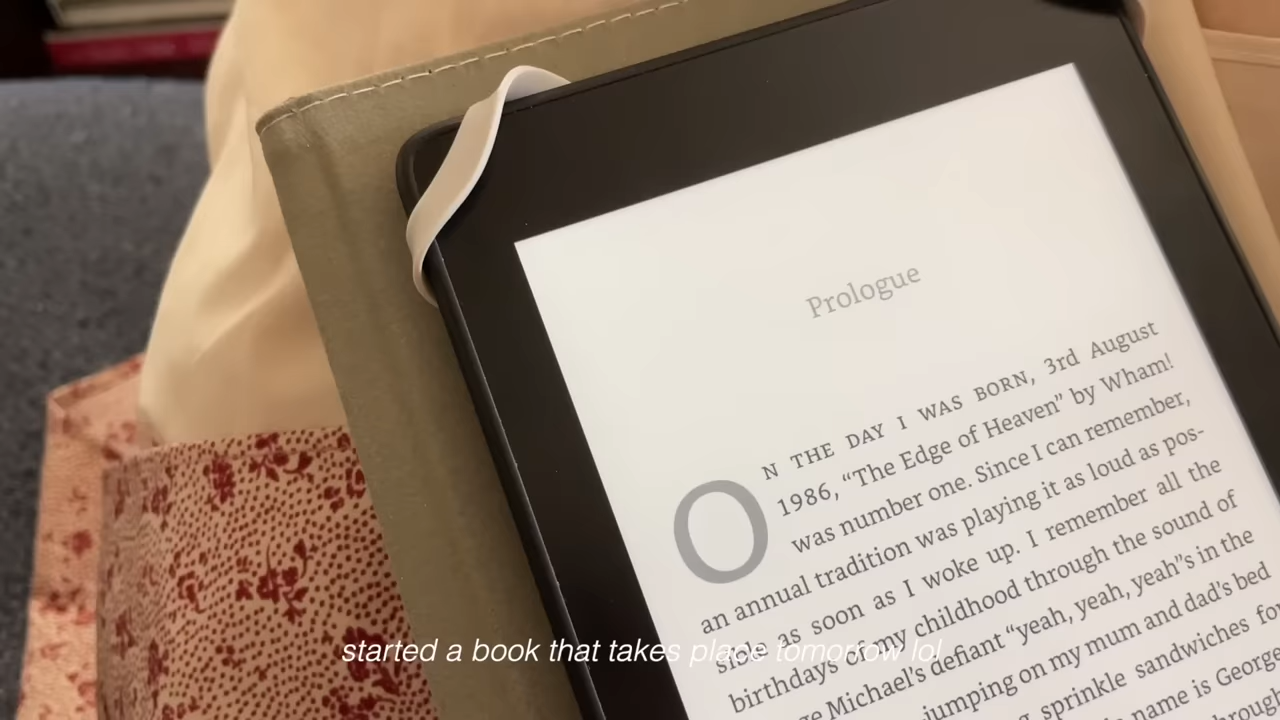 Prologue
ON THE DAY I WAS BORN, 3rd August
1986, “The Edge of Heaven” by Wham!
was number one. Since I can remember,
an annual tradition was playing it as loud as pos-
sible as soon as I woke up. I remember all the
birthdays of my childhood through the sound of
Michael’s defiant “yeah, yeah, yeah”s in the
jumping on my mum and dad’s bed
sprinkle sandwiches
name is George
started a book that takes place tomorrow lol